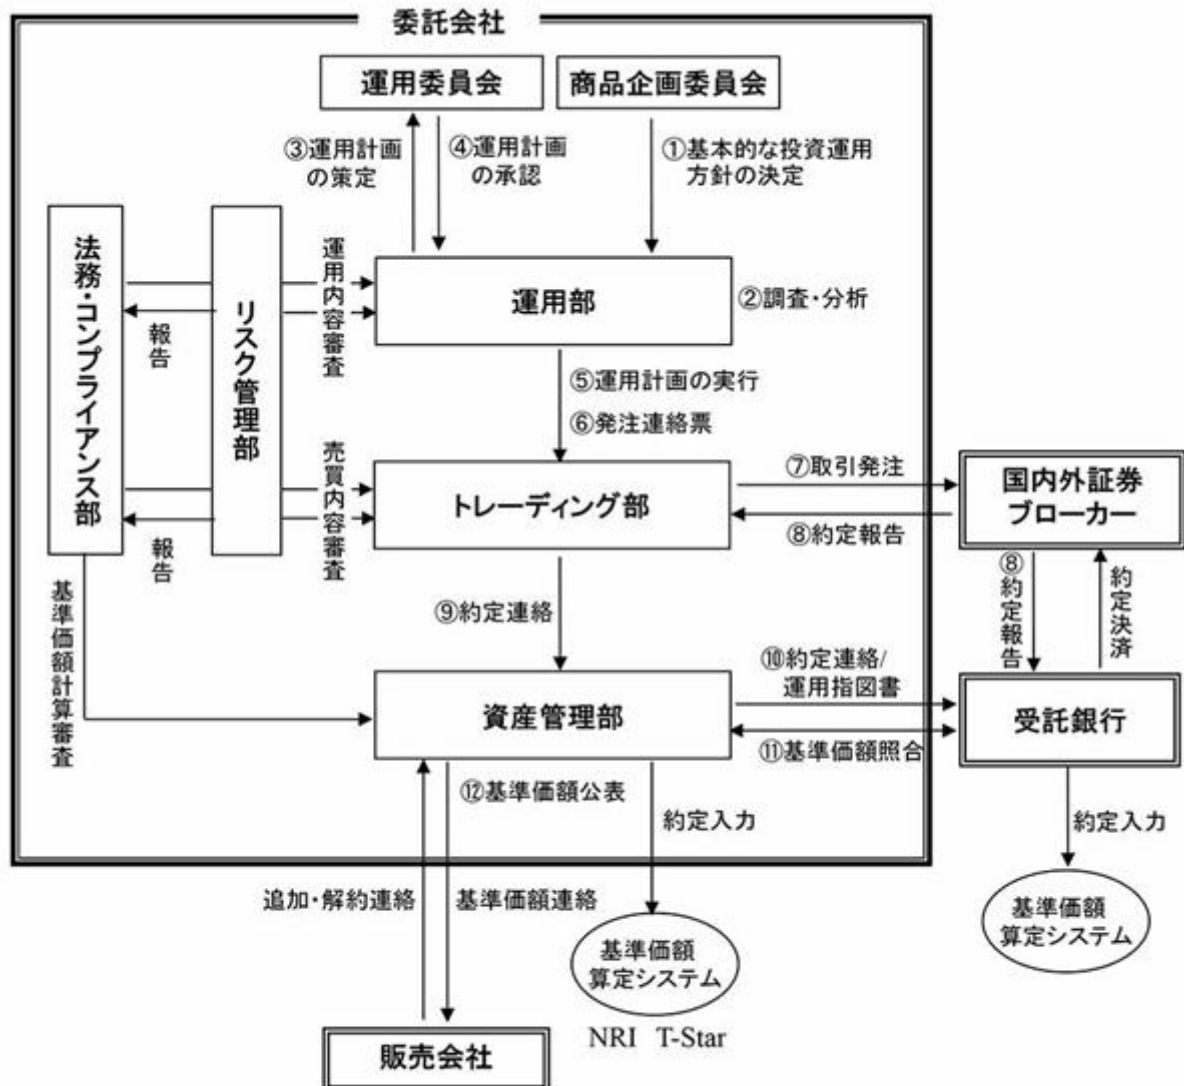 委託会社
運用委員会
商品企画委員会
③運用計画
の策定
④運用計画
の承認
①基本的な投資運用
方針の決定
法務・コンプライアンス部
リスク管理部
運用内容審査
報告
運用部
②調査・分析
⑤運用計画の実行
⑥発注連絡票
売買内容審査
報告
トレーディング部
⑦取引発注
⑧約定報告
国内外証券
ブローカー
⑧約定報告
約定決済
基準価額計算審査
⑨約定連絡
資産管理部
⑩約定連絡/
運用指図書
⑪基準価額照合
受託銀行
⑫基準価額公表
約定入力
約定入力
追加・解約連絡
基準価額連絡
基準価額
算定システム
基準価額
算定システム
NRI T-Star
販売会社